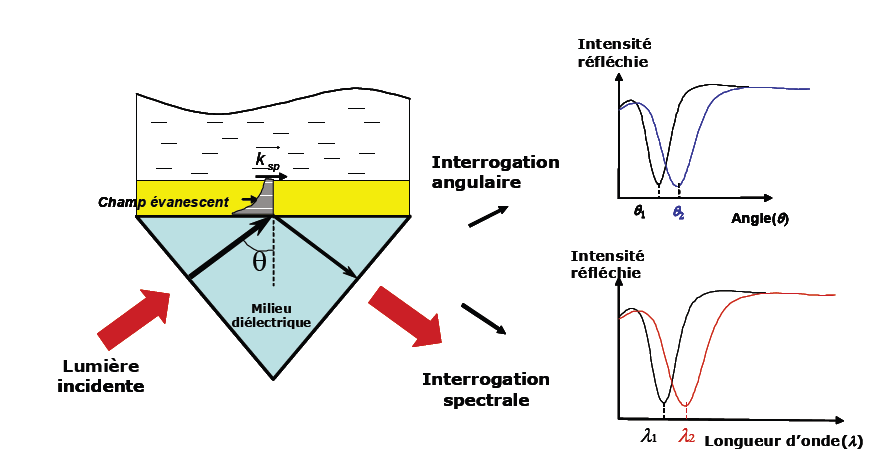 k sp
Champ évanescent
θ
Milieu
diélectrique
Lumière
incidente
Interrogation
angulaire
Interrogation
spectrale
Intensité
réfléchie
θ1
θ2
Angle(θ)
Intensité
réfléchie
λ1
λ2
Longueur d'onde(λ)